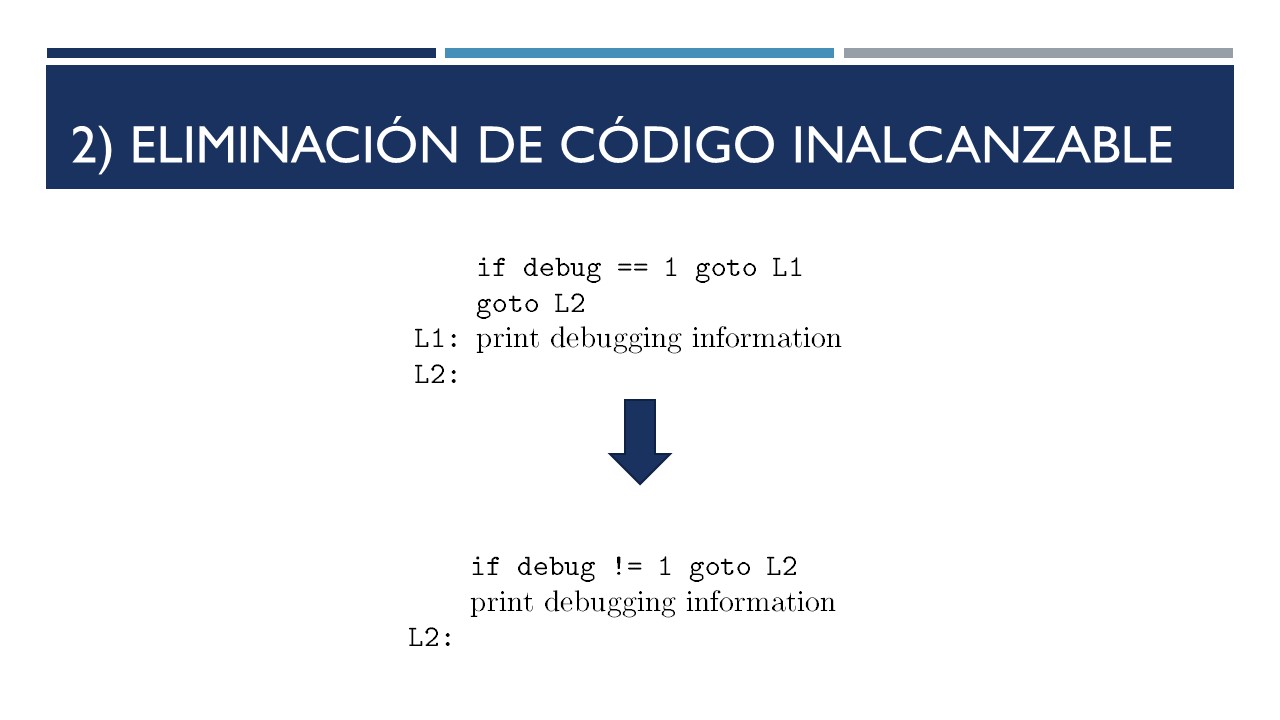 2) ELIMINACIÓN DE CÓDIGO INALCANZABLE
if debug == 1 goto L1
goto L2
L1: print debugging information
L2:
if debug != 1 goto L2
print debugging information
L2: